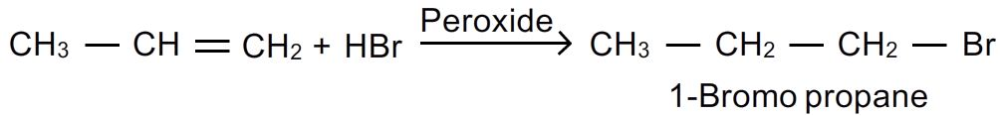 Peroxide
CH₃ — CH = CH₂ + HBr ⟶ CH₃ — CH₂ — CH₂ — Br
1-Bromo propane